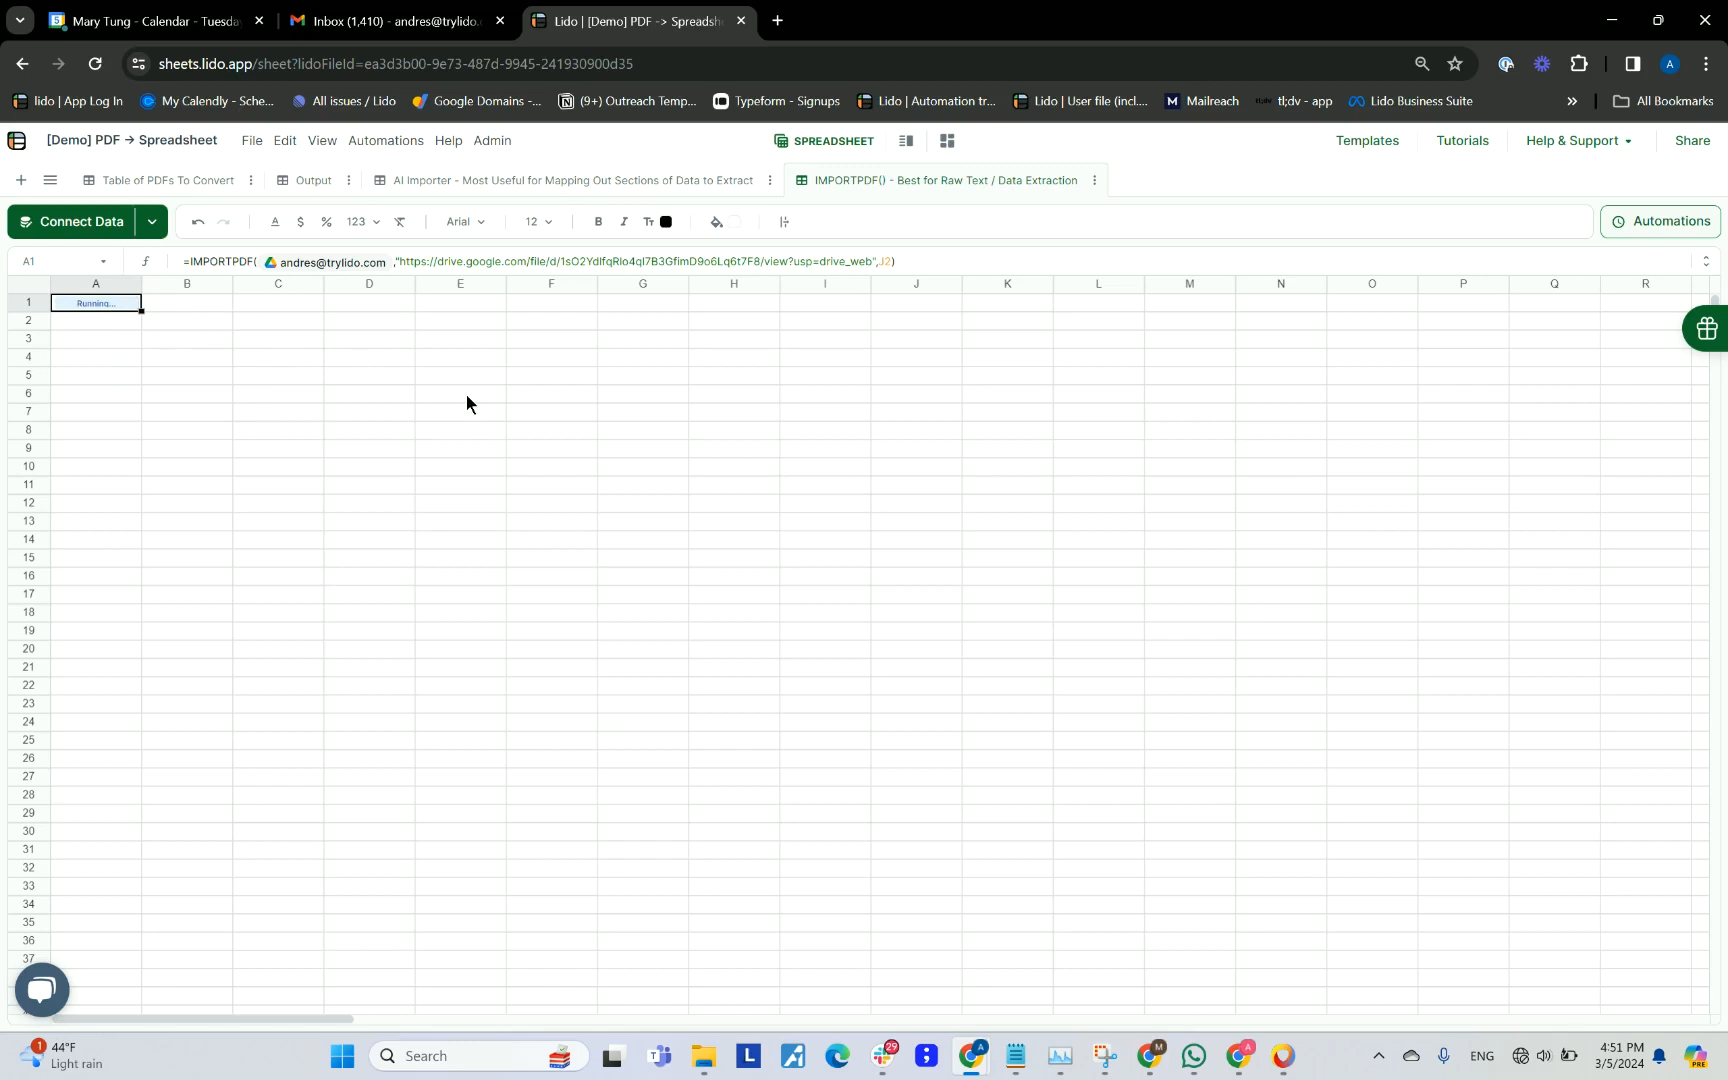 Mary Tung - Calendar - Tuesda
Inbox (1,410) - andres@trylido.c
Lido | [Demo] PDF -> Spreadsh
sheets.lido.app/sheet?lidoFileId=ea3d3b00-9e73-487d-9945-241930900d35
A
lido | App Log In
My Calendly - Sche...
All issues / Lido
Google Domains -...
(9+) Outreach Temp...
Typeform - Signups
Lido | Automation tr...
Lido | User file (incl....
Mailreach
tl;dv - app
Lido Business Suite
All Bookmarks
[Demo] PDF → Spreadsheet
File Edit View Automations Help Admin
SPREADSHEET
Templates
Tutorials
Help & Support
Share
Table of PDFs To Convert
Output
AI Importer - Most Useful for Mapping Out Sections of Data to Extract
IMPORTPDF() - Best for Raw Text / Data Extraction
Connect Data
A $ % 123
Arial
12
B I Tт
Automations
A1
f
=IMPORTPDF( andres@trylido.com ,"https://drive.google.com/file/d/1sO2YdlfqRlo4ql7B3GfimD9o6Lq6t7F8/view?usp=drive_web",J2)
A B C D E F G H I J K L M N O P Q R
1 Running...
2
3
4
5
6
7
8
9
10
11
12
13
14
15
16
17
18
19
20
21
22
23
24
25
26
27
28
29
30
31
32
33
34
35
36
37
1
44°F
Light rain
Search
L
29
A
M
A
ENG
4:51 PM
3/5/2024
PRE